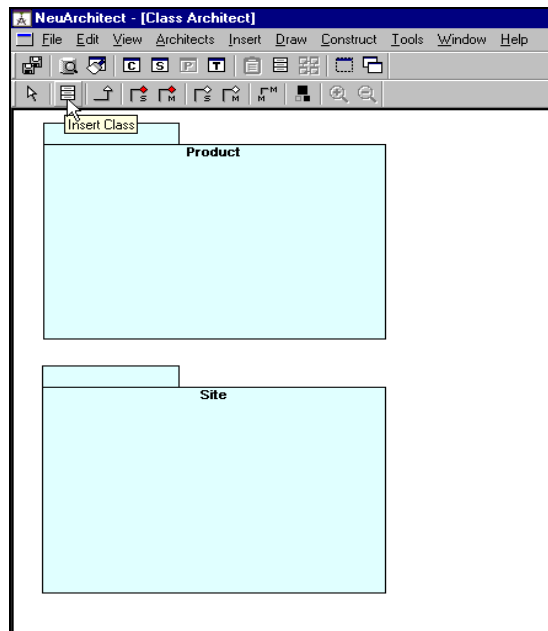 NeuArchitect - [Class Architect]
File Edit View Architects Insert Draw Construct Tools Window Help
C S P T
S M S M M M
Insert Class
Product
Site